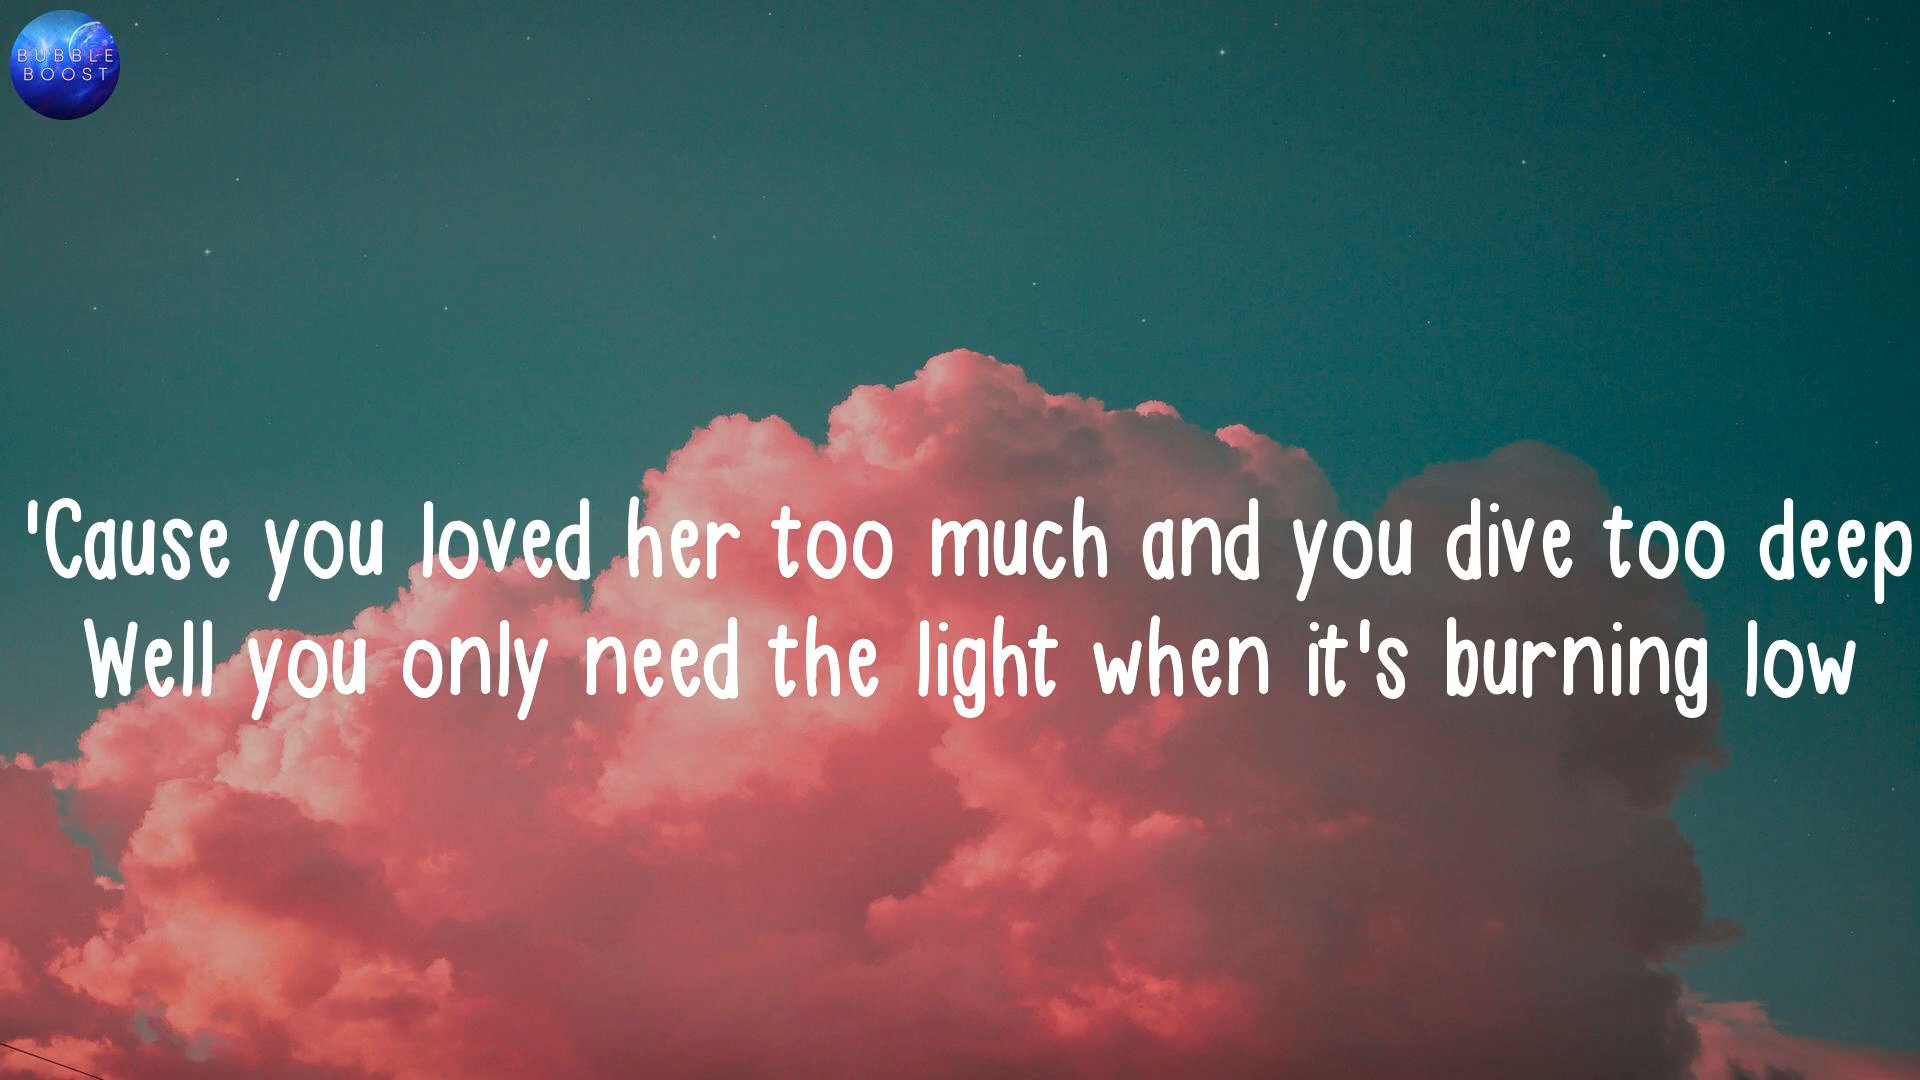 BUBBLE
BOOST
'Cause you loved her too much and you dive too deep
Well you only need the light when it's burning low